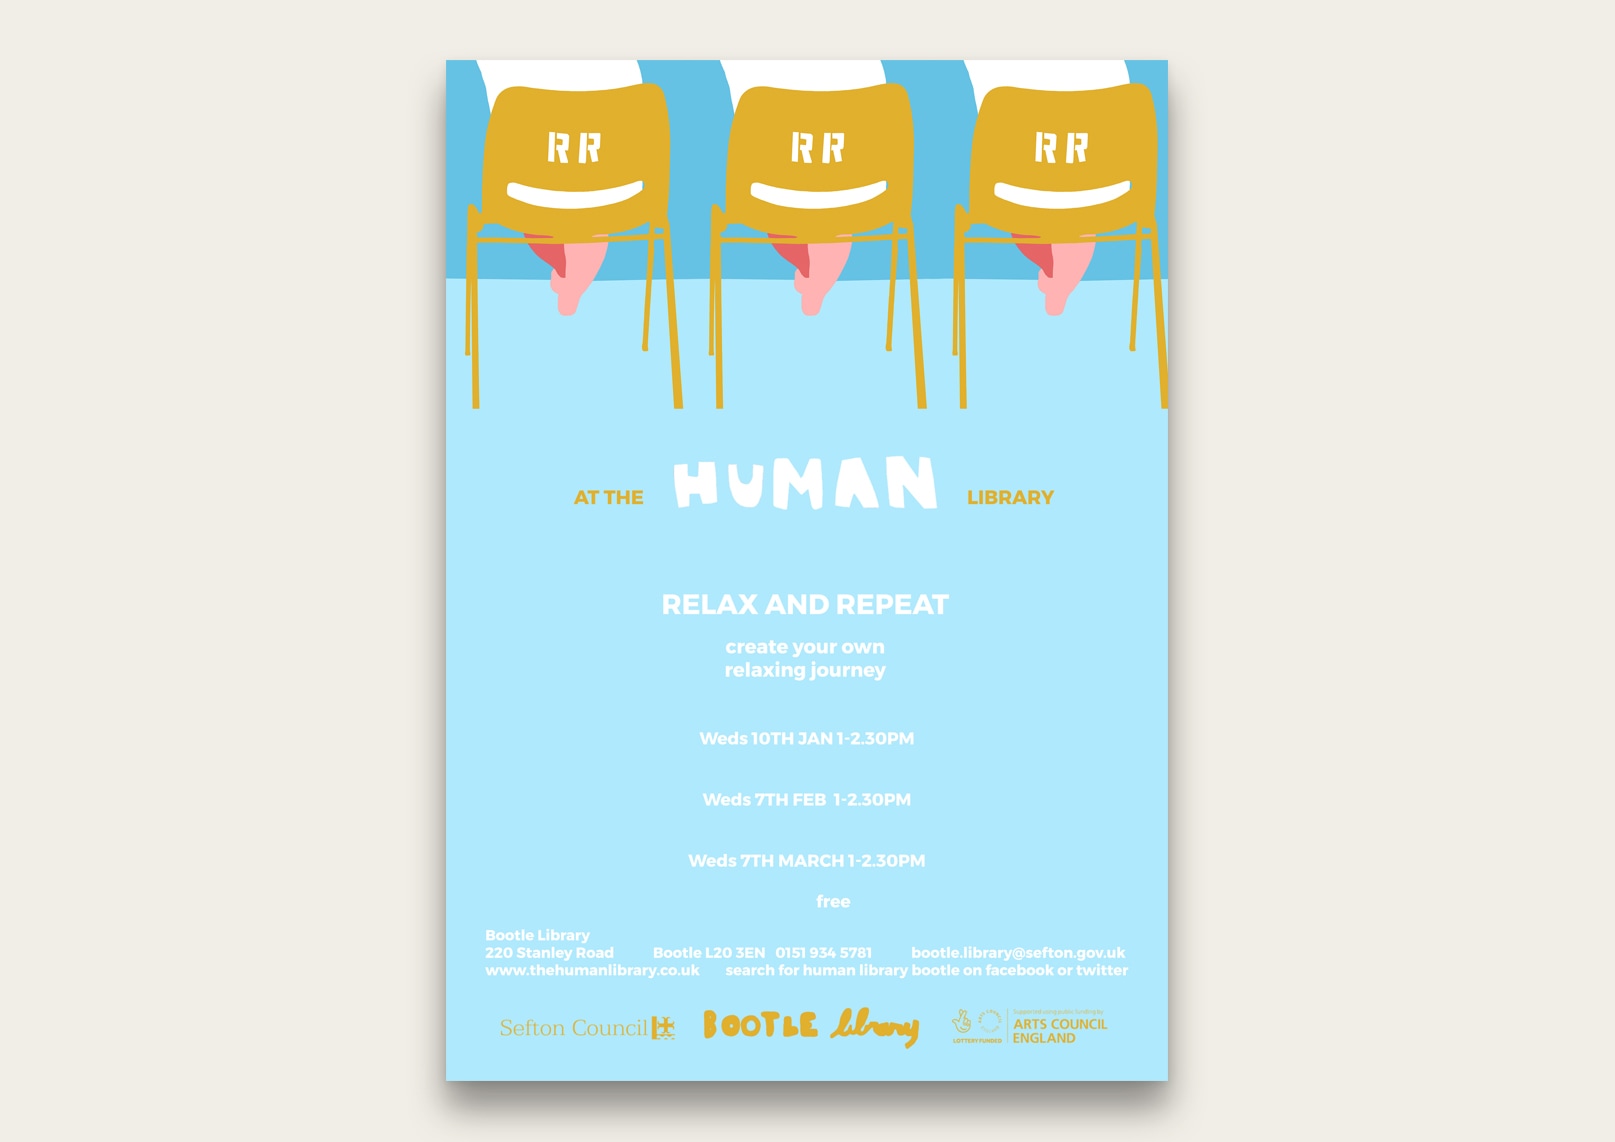 RR RR RR
AT THE HUMAN LIBRARY
RELAX AND REPEAT
create your own
relaxing journey
Weds 10TH JAN 1-2.30PM
Weds 7TH FEB 1-2.30PM
Weds 7TH MARCH 1-2.30PM
free
Bootle Library
220 Stanley Road Bootle L20 3EN 0151 934 5781 bootle.library@sefton.gov.uk
www.thehumanlibrary.co.uk search for human library bootle on facebook or twitter
Sefton Council BOOTLE library
Supported using public funding by
ARTS COUNCIL
ENGLAND
LOTTERY FUNDED